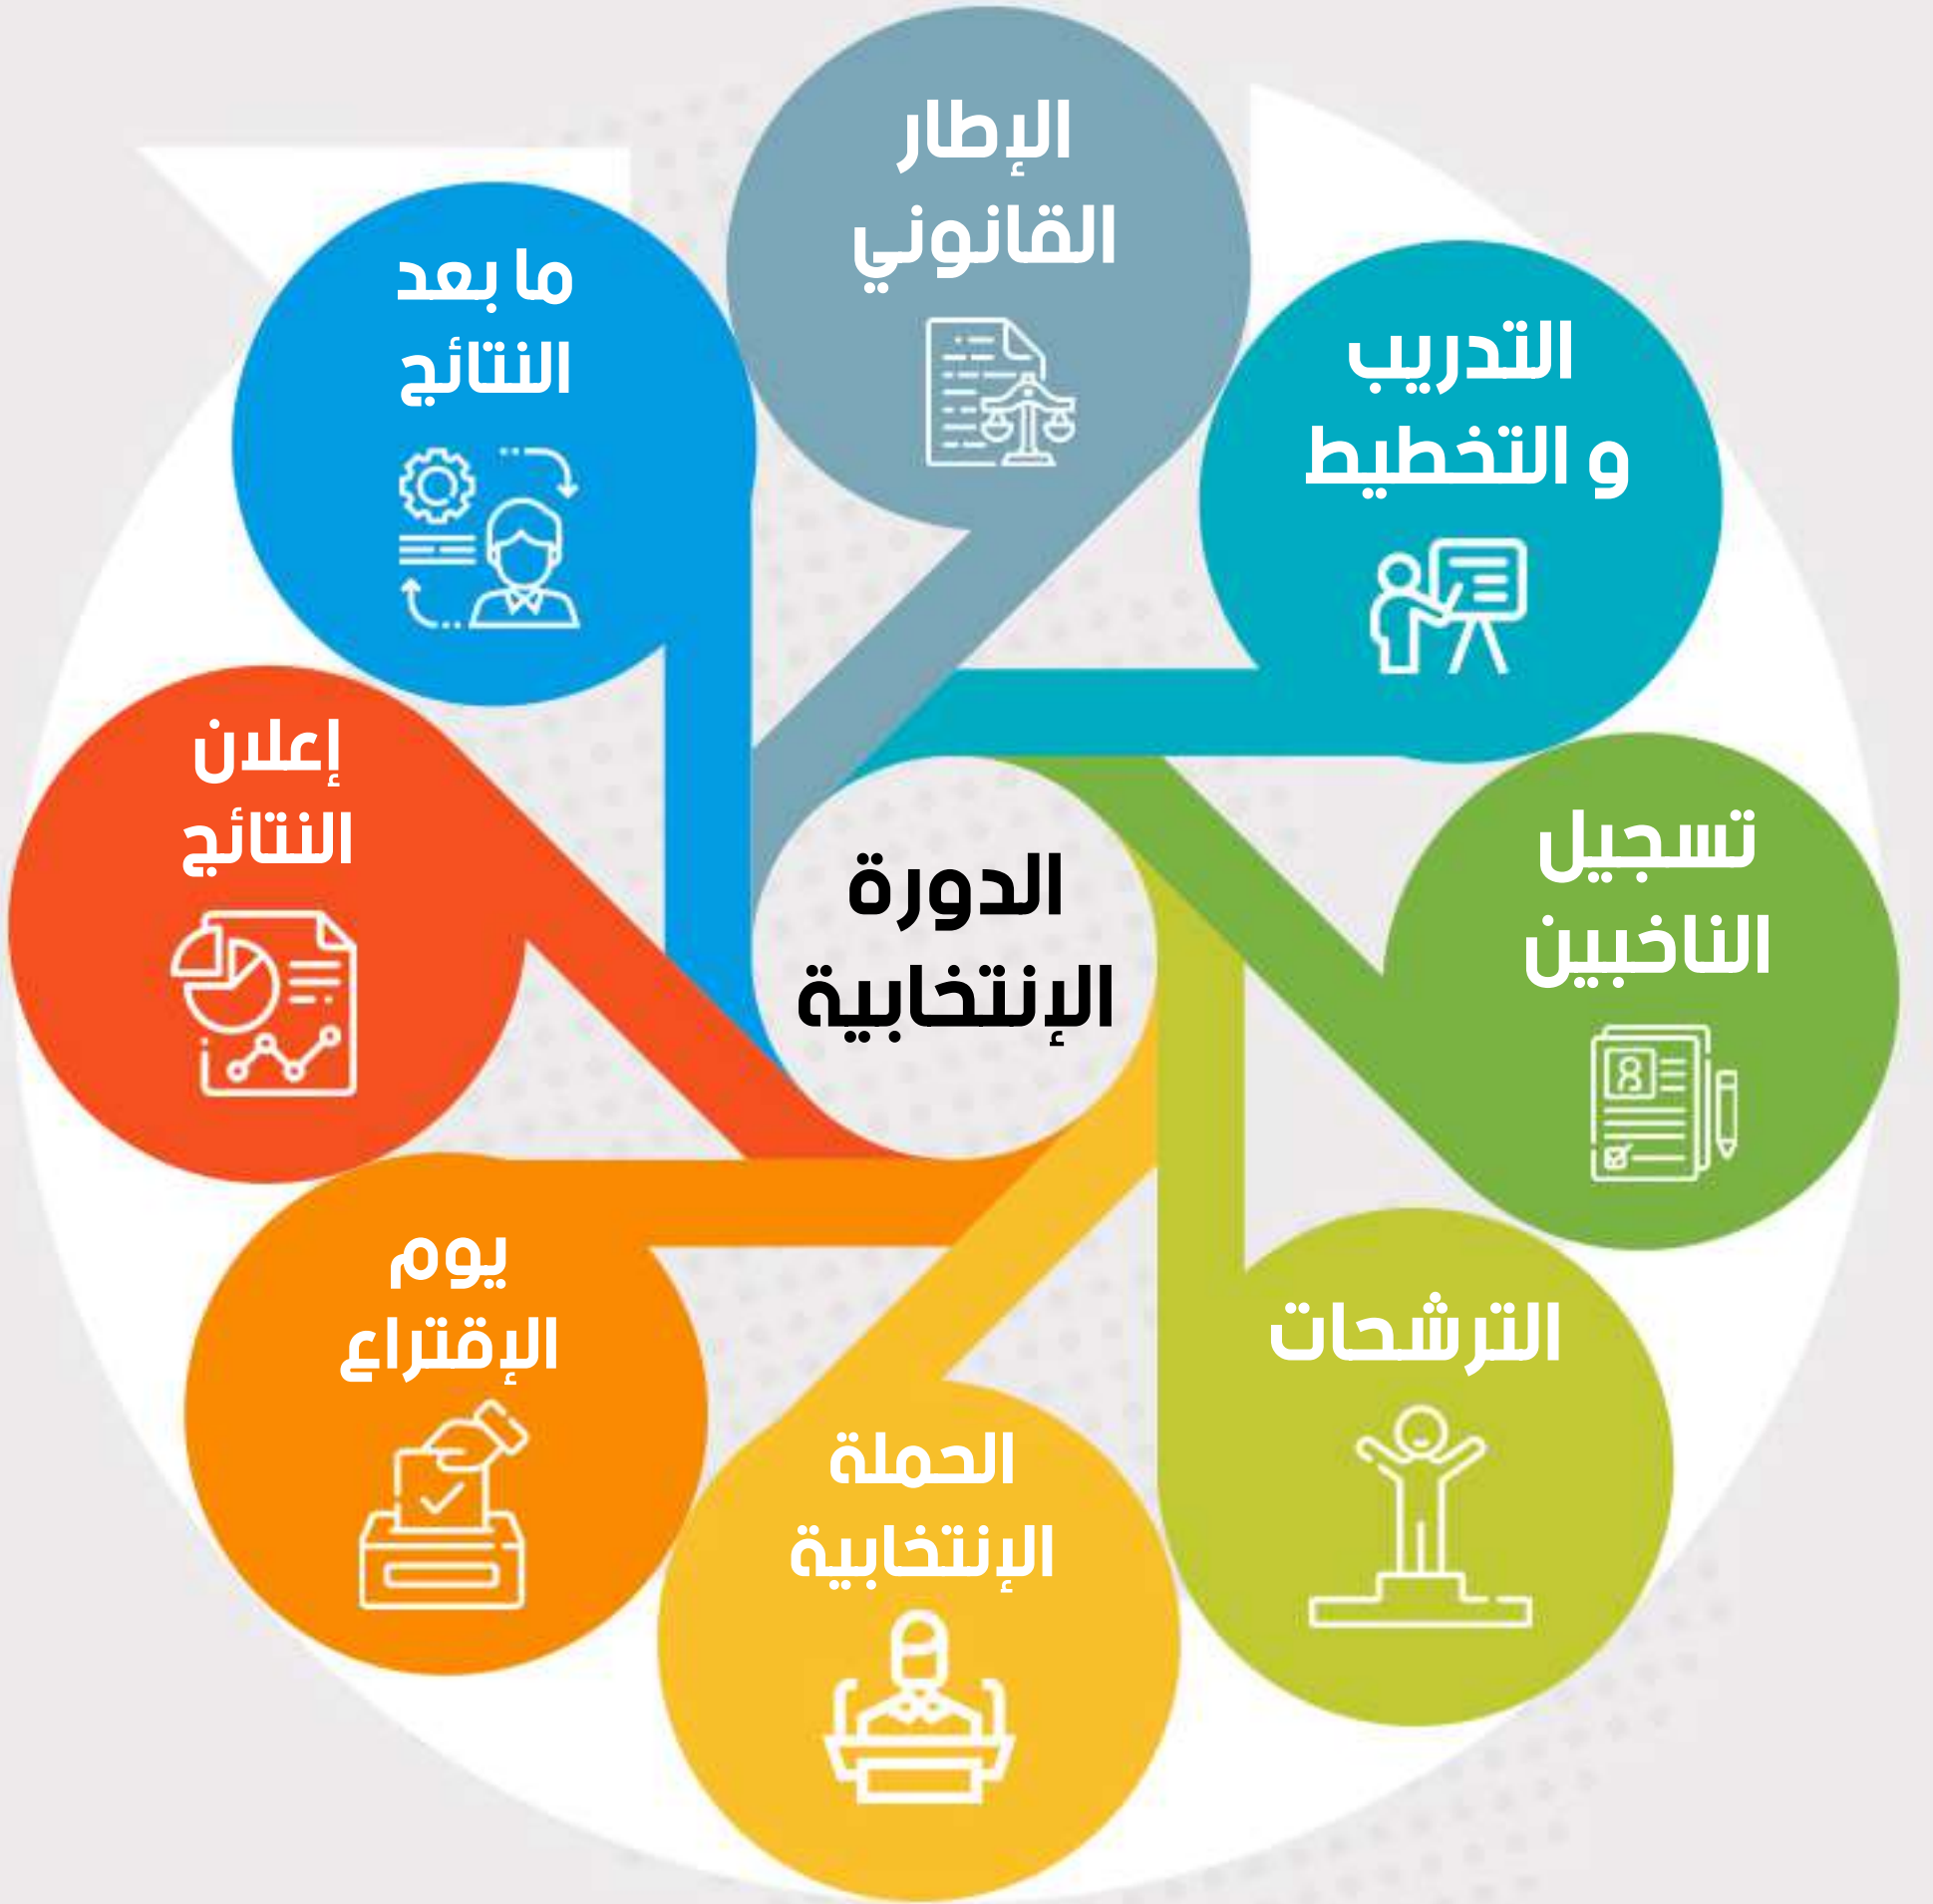 الإطار
القانوني
التدريب
و التخطيط
تسجيل
الناخبين
الترشحات
الحملة
الإنتخابية
يوم
الإقتراع
إعلان
النتائج
ما بعد
النتائج
الدورة
الإنتخابية